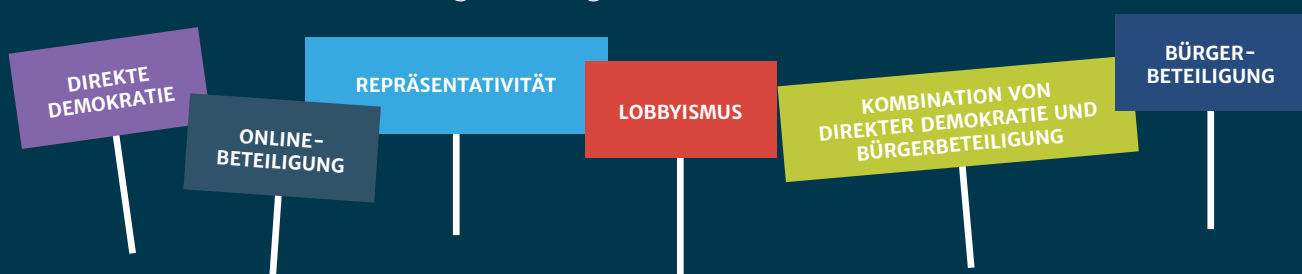 DIREKTE
DEMOKRATIE
ONLINE-
BETEILIGUNG
REPRÄSENTATIVITÄT
LOBBYISMUS
KOMBINATION VON
DIREKTER DEMOKRATIE UND
BÜRGERBETEILIGUNG
BÜRGER-
BETEILIGUNG